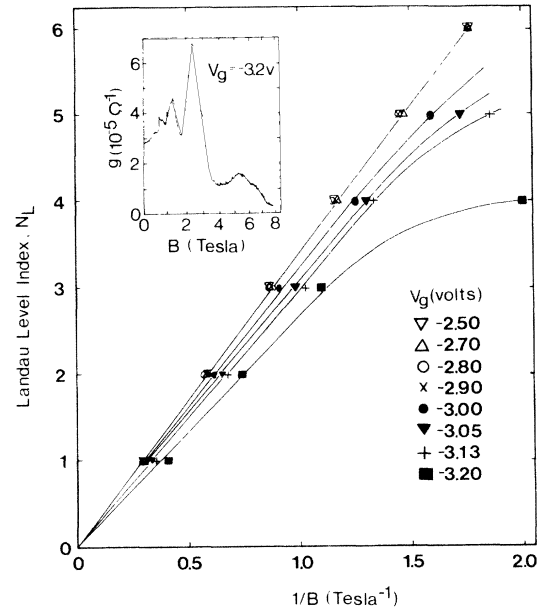 6
5
4
3
2
1
0
Landau Level Index, N_L
6
4
2
0
g (10⁻⁵ Ω⁻¹)
V_g=-3.2v
0 2 4 6 8
B (Tesla)
V_g (volts)
▽ -2.50
△ -2.70
○ -2.80
× -2.90
● -3.00
▼ -3.05
+ -3.13
■ -3.20
0 0.5 1.0 1.5 2.0
1/B (Tesla⁻¹)